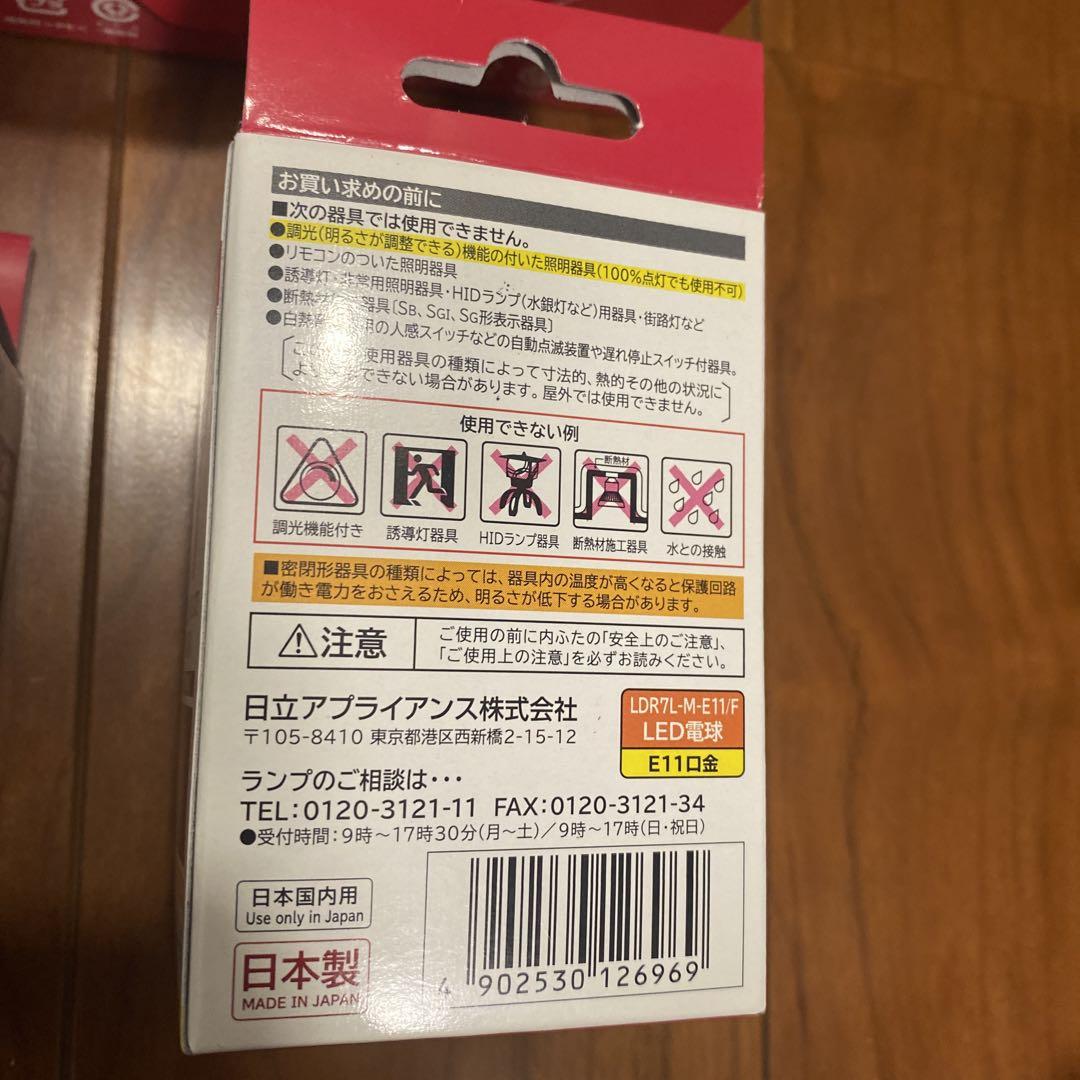 お買い求めの前に
■次の器具では使用できません。
●調光(明るさが調整できる)機能の付いた照明器具(100%点灯でも使用不可)
●リモコンのついた照明器具
●誘導灯・非常用照明器具・HIDランプ(水銀灯など)用器具・街路灯など
●断熱材 器具[SB、SGI、SG形表示器具]
●白熱 用の人感スイッチなどの自動点滅装置や遅れ停止スイッチ付器具。
使用器具の種類によって寸法的、熱的その他の状況に
できない場合があります。屋外では使用できません。
使用できない例
断熱材
調光機能付き 誘導灯器具 HIDランプ器具 断熱材施工器具 水との接触
■密閉形器具の種類によっては、器具内の温度が高くなると保護回路
が働き電力をおさえるため、明るさが低下する場合があります。
⚠注意
ご使用の前に内ふたの「安全上のご注意」、
「ご使用上の注意」を必ずお読みください。
日立アプライアンス株式会社
〒105-8410 東京都港区西新橋2-15-12
LDR7L-M-E11/F
LED電球
E11口金
ランプのご相談は・・・
TEL:0120-3121-11 FAX:0120-3121-34
●受付時間:9時〜17時30分(月〜土)/9時〜17時(日・祝日)
日本国内用
Use only in Japan
日本製
MADE IN JAPAN
4 902530 126969